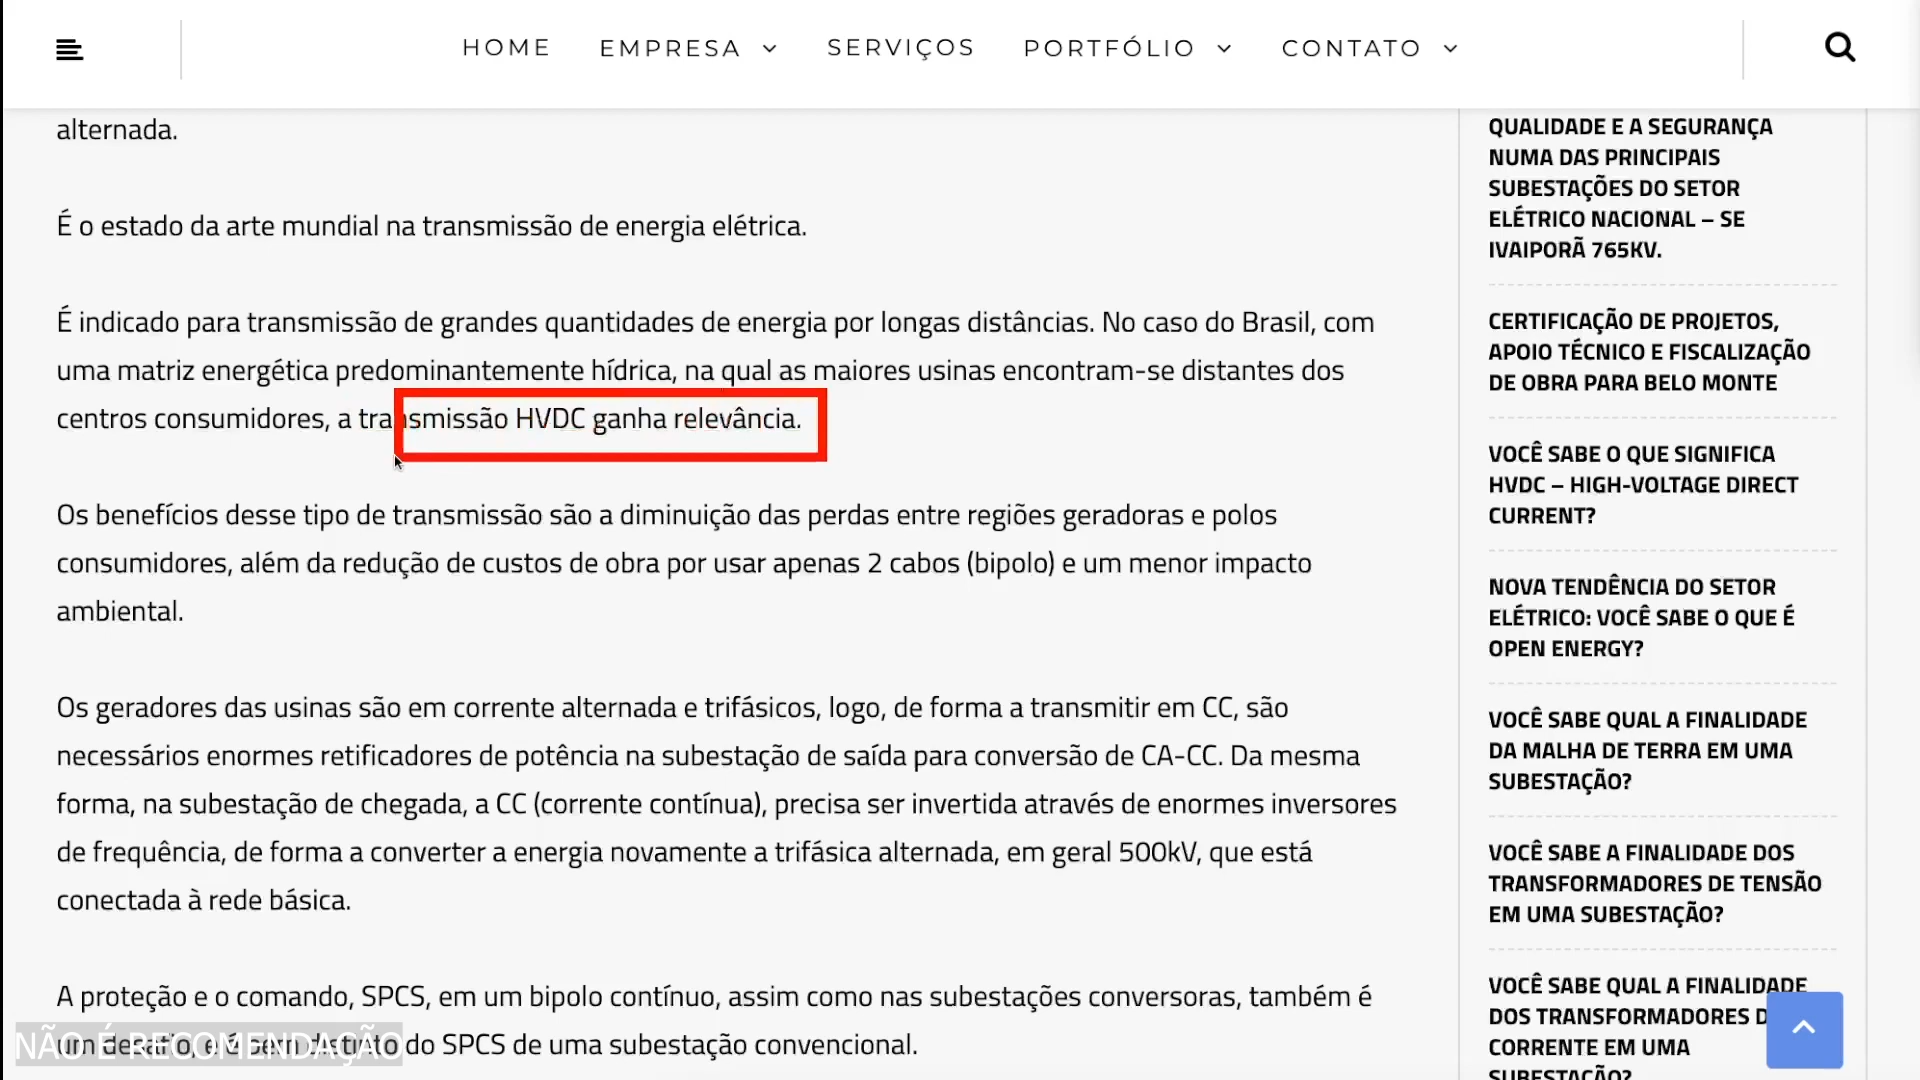 HOME EMPRESA SERVIÇOS PORTFÓLIO CONTATO
alternada.
É o estado da arte mundial na transmissão de energia elétrica.
É indicado para transmissão de grandes quantidades de energia por longas distâncias. No caso do Brasil, com
uma matriz energética predominantemente hídrica, na qual as maiores usinas encontram-se distantes dos
centros consumidores, a transmissão HVDC ganha relevância.
Os benefícios desse tipo de transmissão são a diminuição das perdas entre regiões geradoras e polos
consumidores, além da redução de custos de obra por usar apenas 2 cabos (bipolo) e um menor impacto
ambiental.
Os geradores das usinas são em corrente alternada e trifásicos, logo, de forma a transmitir em CC, são
necessários enormes retificadores de potência na subestação de saída para conversão de CA-CC. Da mesma
forma, na subestação de chegada, a CC (corrente contínua), precisa ser invertida através de enormes inversores
de frequência, de forma a converter a energia novamente a trifásica alternada, em geral 500kV, que está
conectada à rede básica.
A proteção e o comando, SPCS, em um bipolo contínuo, assim como nas subestações conversoras, também é
um desafio, e é bem distinto do SPCS de uma subestação convencional.
NÃO É RECOMENDAÇÃO
QUALIDADE E A SEGURANÇA
NUMA DAS PRINCIPAIS
SUBESTAÇÕES DO SETOR
ELÉTRICO NACIONAL – SE
IVAIPORÃ 765KV.
CERTIFICAÇÃO DE PROJETOS,
APOIO TÉCNICO E FISCALIZAÇÃO
DE OBRA PARA BELO MONTE
VOCÊ SABE O QUE SIGNIFICA
HVDC – HIGH-VOLTAGE DIRECT
CURRENT?
NOVA TENDÊNCIA DO SETOR
ELÉTRICO: VOCÊ SABE O QUE É
OPEN ENERGY?
VOCÊ SABE QUAL A FINALIDADE
DA MALHA DE TERRA EM UMA
SUBESTAÇÃO?
VOCÊ SABE A FINALIDADE DOS
TRANSFORMADORES DE TENSÃO
EM UMA SUBESTAÇÃO?
VOCÊ SABE QUAL A FINALIDADE
DOS TRANSFORMADORES D
CORRENTE EM UMA
SUBESTAÇÃO?